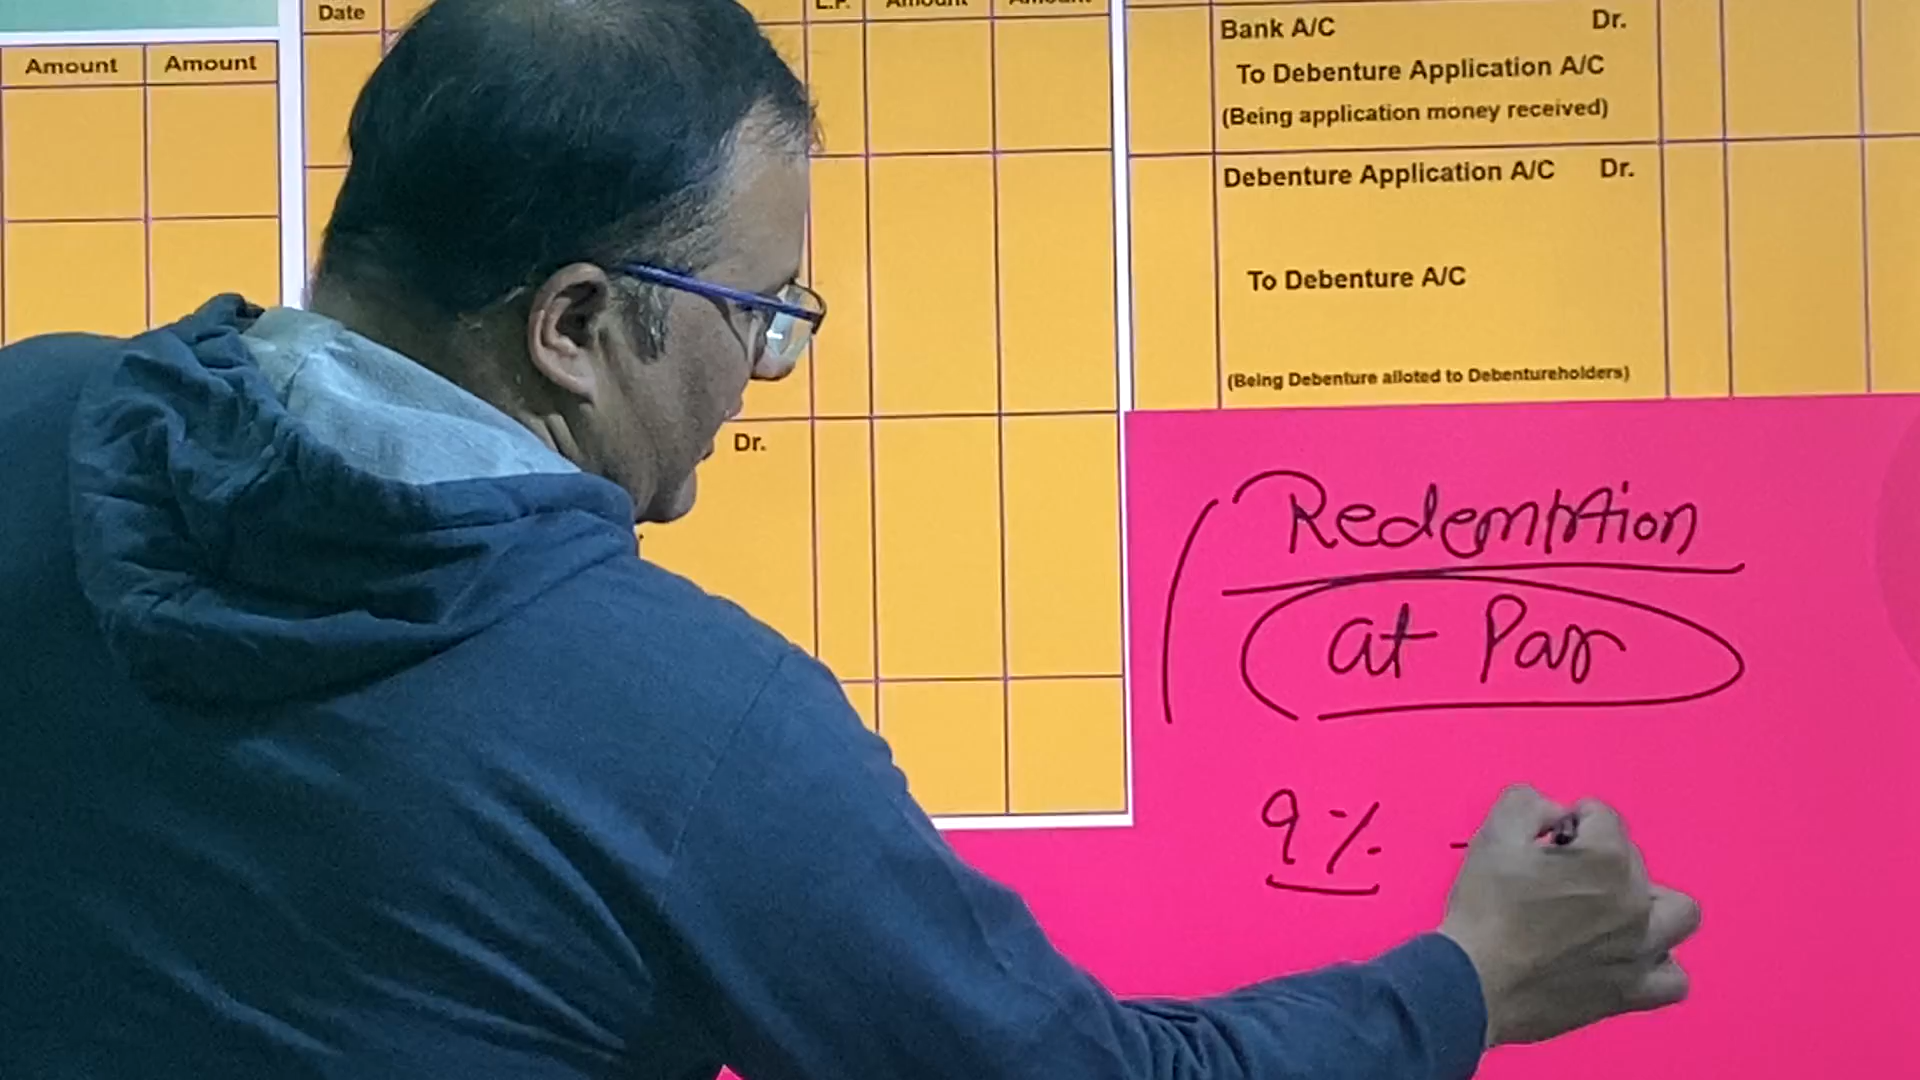 Amount Amount
Date
L.F. Amount Amount
Dr.
Bank A/C Dr.
To Debenture Application A/C
(Being application money received)
Debenture Application A/C Dr.
To Debenture A/C
(Being Debenture alloted to Debentureholders)
Redemption
at Par
9%